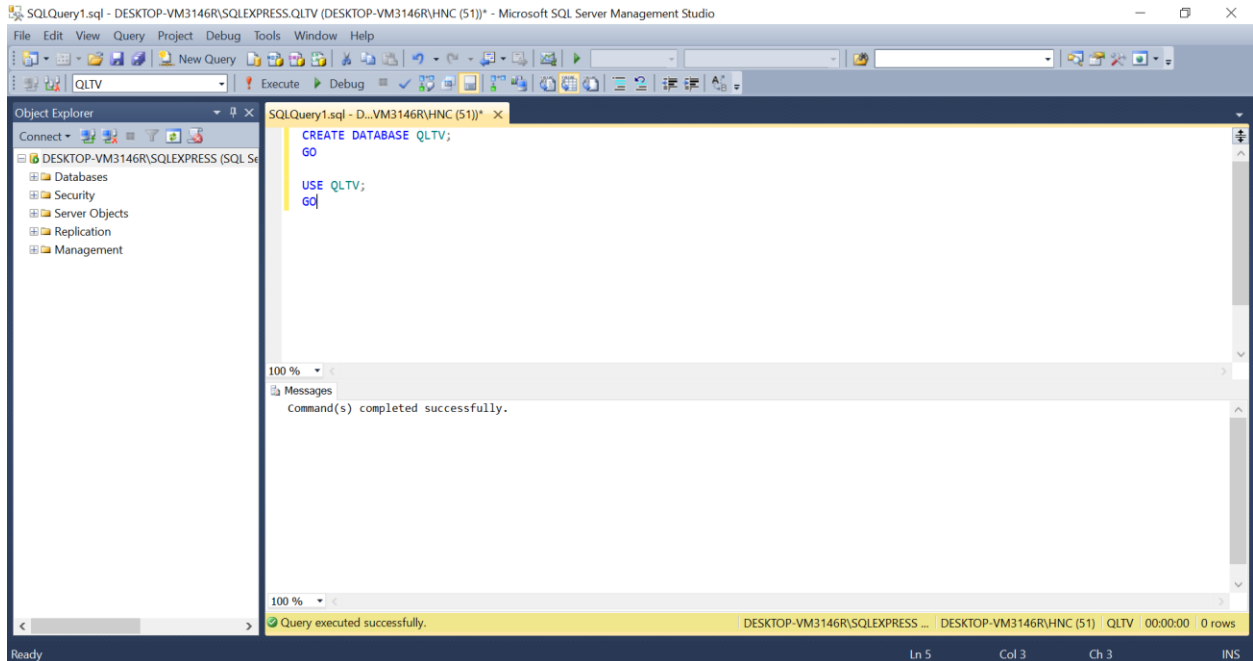 SQLQuery1.sql - DESKTOP-VM3146R\SQLEXPRESS.QLTV (DESKTOP-VM3146R\HNC (51))* - Microsoft SQL Server Management Studio
File Edit View Query Project Debug Tools Window Help
New Query
QLTV Execute Debug
Object Explorer
Connect
DESKTOP-VM3146R\SQLEXPRESS (SQL Se
Databases
Security
Server Objects
Replication
Management
SQLQuery1.sql - D...VM3146R\HNC (51))*
CREATE DATABASE QLTV;
GO
USE QLTV;
GO
100 %
Messages
Command(s) completed successfully.
100 %
Query executed successfully. DESKTOP-VM3146R\SQLEXPRESS ... DESKTOP-VM3146R\HNC (51) QLTV 00:00:00 0 rows
Ready Ln 5 Col 3 Ch 3 INS